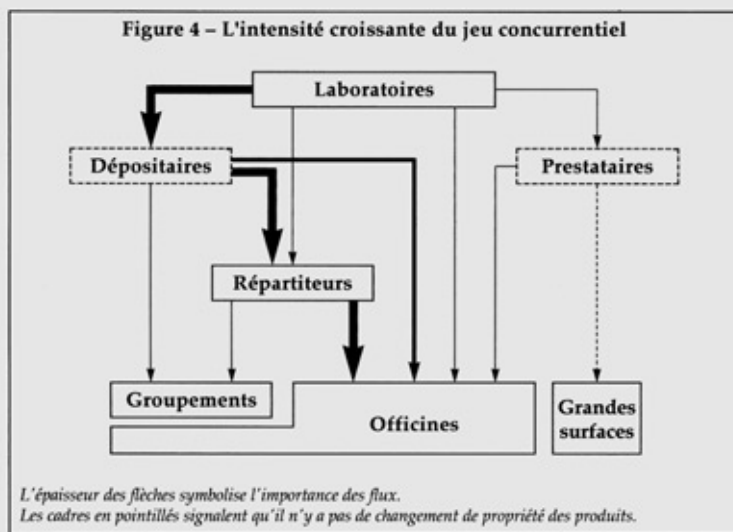 Figure 4 – L'intensité croissante du jeu concurrentiel
Laboratoires
Dépositaires
Prestataires
Répartiteurs
Groupements
Officines
Grandes
surfaces
L'épaisseur des flèches symbolise l'importance des flux.
Les cadres en pointillés signalent qu'il n'y a pas de changement de propriété des produits.